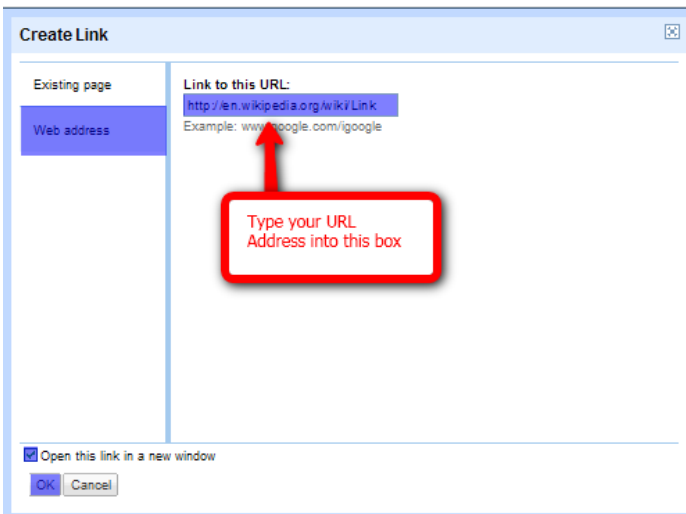 Create Link
Existing page
Web address
Link to this URL:
http://en.wikipedia.org/wiki/Link
Example: www.google.com/igoogle
Type your URL
Address into this box
Open this link in a new window
OK
Cancel